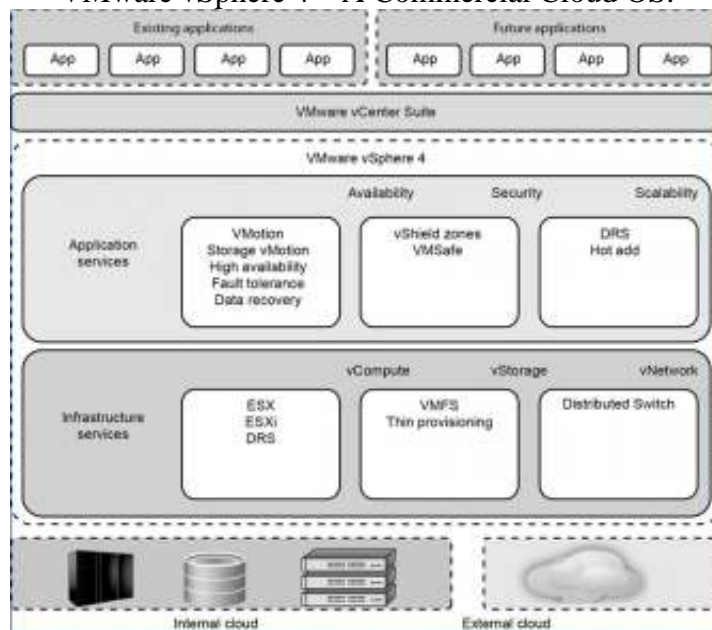 VMware vSphere 4 – A Commercial Cloud OS:
Existing applications
Future applications
App App App App
App App App App
VMware vCenter Suite
VMware vSphere 4
Availability
Security
Scalability
Application
services
VMotion
Storage vMotion
High availability
Fault tolerance
Data recovery
vShield zones
VMSafe
DRS
Hot add
vCompute
vStorage
vNetwork
Infrastructure
services
ESX
ESXi
DRS
VMFS
Thin provisioning
Distributed Switch
Internal cloud
External cloud